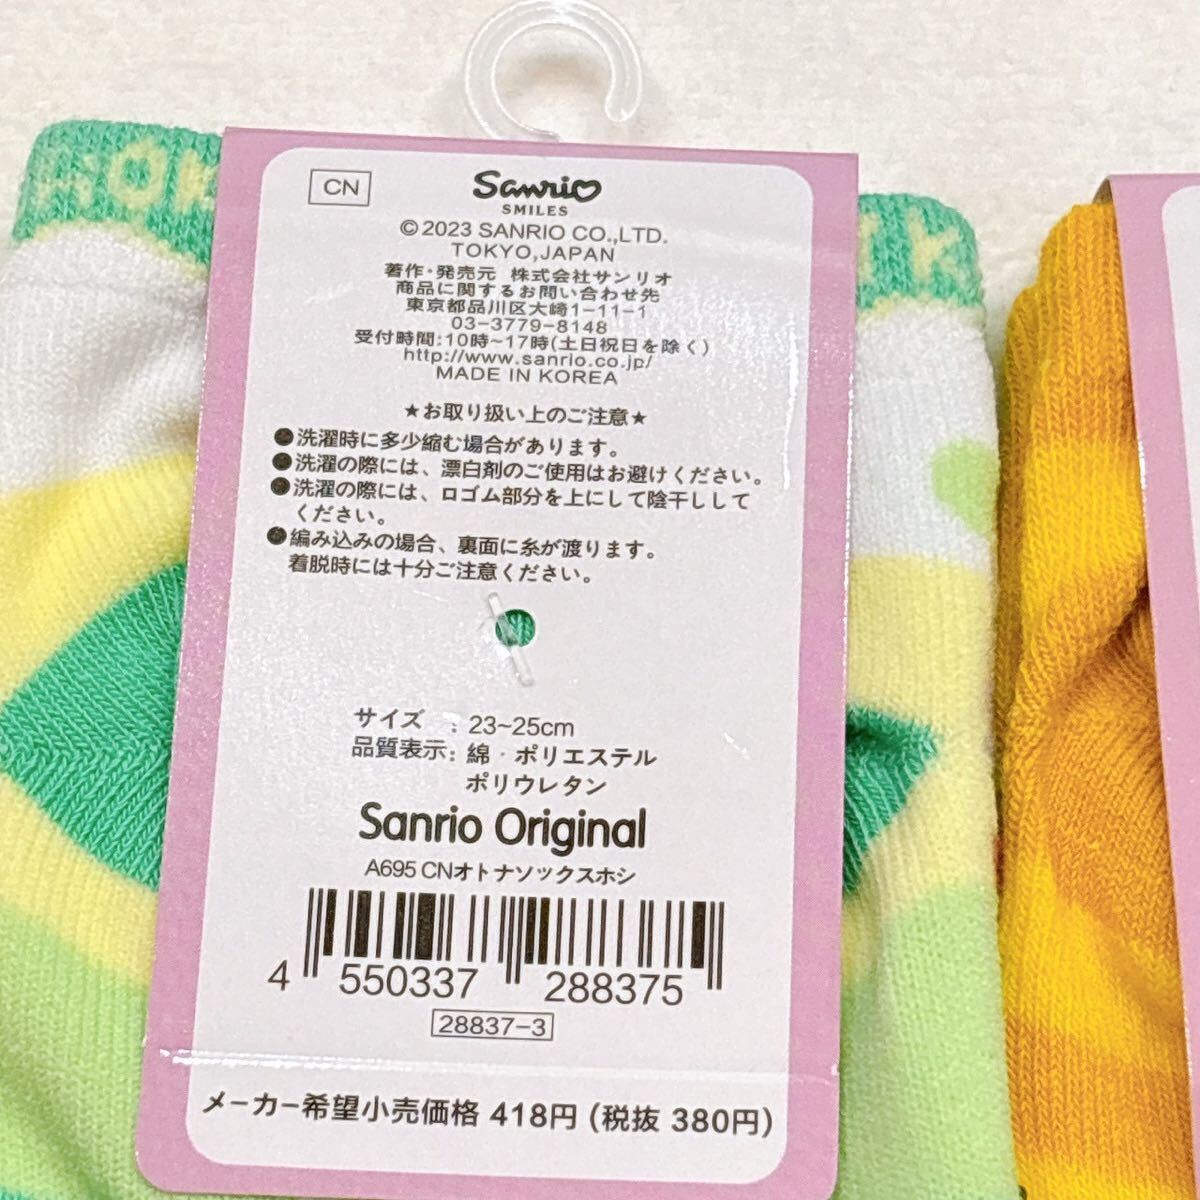 CN
Sanrio
SMILES
©2023 SANRIO CO.,LTD.
TOKYO,JAPAN
著作・発売元 株式会社サンリオ
商品に関するお問い合わせ先
東京都品川区大崎1-11-1
03-3779-8148
受付時間:10時~17時(土日祝日を除く)
http://www.sanrio.co.jp/
MADE IN KOREA
★お取り扱い上のご注意★
●洗濯時に多少縮む場合があります。
●洗濯の際には、漂白剤のご使用はお避けください。
●洗濯の際には、口ゴム部分を上にして陰干しして
ください。
●編み込みの場合、裏面に糸が渡ります。
着脱時には十分ご注意ください。
サイズ : 23~25cm
品質表示: 綿・ポリエステル
ポリウレタン
Sanrio Original
A695 CNオトナソックスホシ
4 550337 288375
28837-3
メーカー希望小売価格 418円 (税抜 380円)